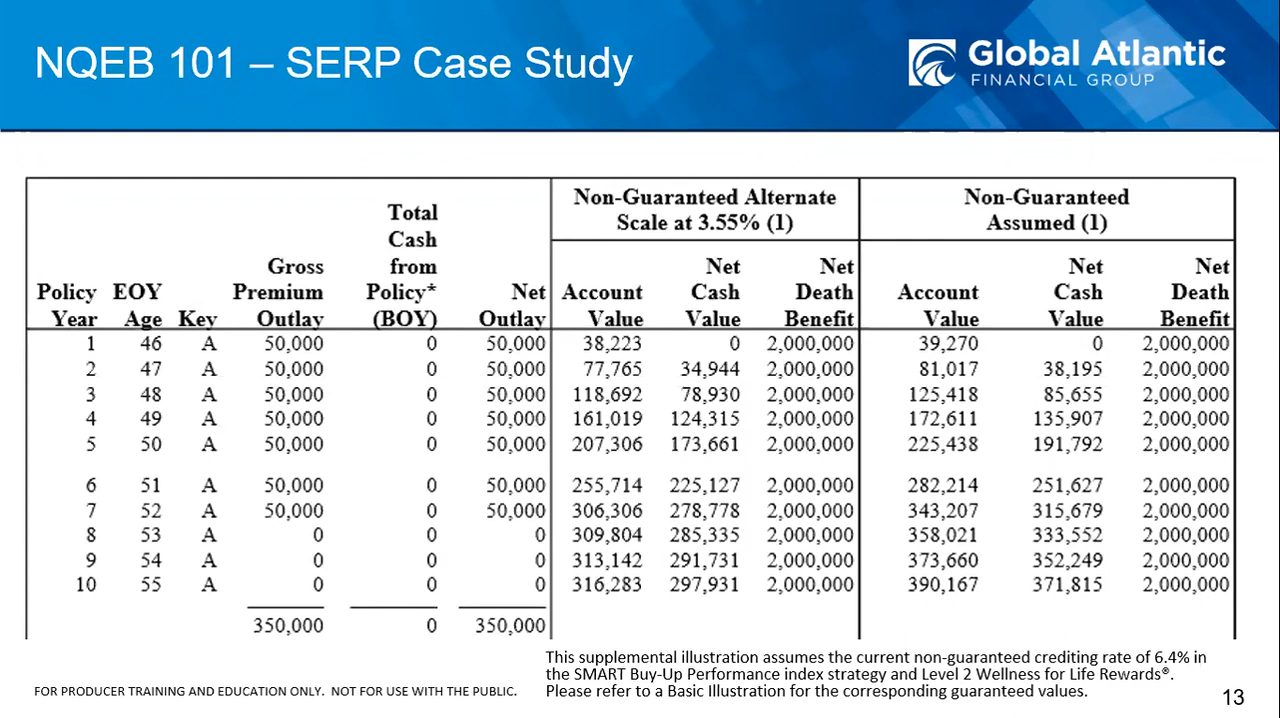 NQEB 101 – SERP Case Study
Global Atlantic
FINANCIAL GROUP
Non-Guaranteed Alternate Non-Guaranteed
Scale at 3.55% (1) Assumed (1)
Total
Cash
Gross from Net Net Net Net
Policy EOY Premium Policy* Net Account Cash Death Account Cash Death
Year Age Key Outlay (BOY) Outlay Value Value Benefit Value Value Benefit
1 46 A 50,000 0 50,000 38,223 0 2,000,000 39,270 0 2,000,000
2 47 A 50,000 0 50,000 77,765 34,944 2,000,000 81,017 38,195 2,000,000
3 48 A 50,000 0 50,000 118,692 78,930 2,000,000 125,418 85,655 2,000,000
4 49 A 50,000 0 50,000 161,019 124,315 2,000,000 172,611 135,907 2,000,000
5 50 A 50,000 0 50,000 207,306 173,661 2,000,000 225,438 191,792 2,000,000
6 51 A 50,000 0 50,000 255,714 225,127 2,000,000 282,214 251,627 2,000,000
7 52 A 50,000 0 50,000 306,306 278,778 2,000,000 343,207 315,679 2,000,000
8 53 A 0 0 0 309,804 285,335 2,000,000 358,021 333,552 2,000,000
9 54 A 0 0 0 313,142 291,731 2,000,000 373,660 352,249 2,000,000
10 55 A 0 0 0 316,283 297,931 2,000,000 390,167 371,815 2,000,000
350,000 0 350,000
This supplemental illustration assumes the current non-guaranteed crediting rate of 6.4% in
the SMART Buy-Up Performance index strategy and Level 2 Wellness for Life Rewards®.
Please refer to a Basic Illustration for the corresponding guaranteed values.
FOR PRODUCER TRAINING AND EDUCATION ONLY. NOT FOR USE WITH THE PUBLIC.
13